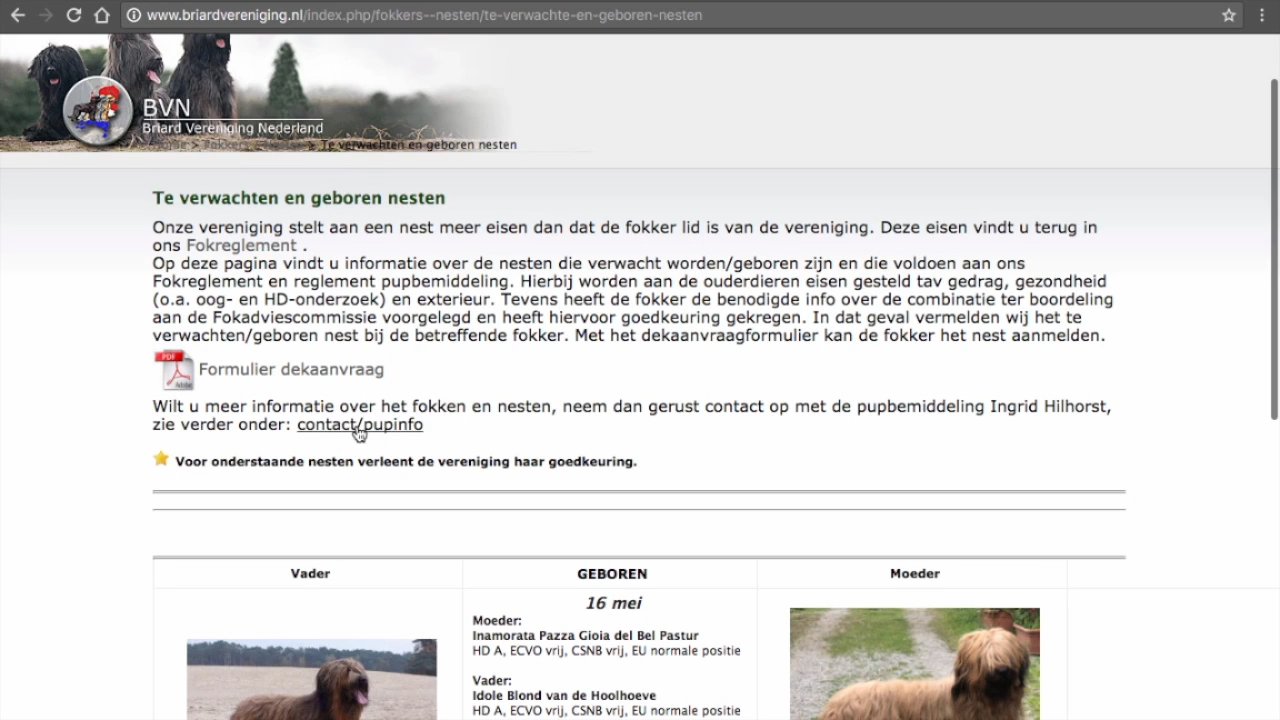 www.briardvereniging.nl/index.php/fokkers--nesten/te-verwachte-en-geboren-nesten
BVN
Briard Vereniging Nederland
> > Te verwachten en geboren nesten
Te verwachten en geboren nesten
Onze vereniging stelt aan een nest meer eisen dan dat de fokker lid is van de vereniging. Deze eisen vindt u terug in
ons Fokreglement .
Op deze pagina vindt u informatie over de nesten die verwacht worden/geboren zijn en die voldoen aan ons
Fokreglement en reglement pupbemiddeling. Hierbij worden aan de ouderdieren eisen gesteld tav gedrag, gezondheid
(o.a. oog- en HD-onderzoek) en exterieur. Tevens heeft de fokker de benodigde info over de combinatie ter boordeling
aan de Fokadviescommissie voorgelegd en heeft hiervoor goedkeuring gekregen. In dat geval vermelden wij het te
verwachten/geboren nest bij de betreffende fokker. Met het dekaanvraagformulier kan de fokker het nest aanmelden.
PDF
Adobe
Formulier dekaanvraag
Wilt u meer informatie over het fokken en nesten, neem dan gerust contact op met de pupbemiddeling Ingrid Hilhorst,
zie verder onder: contact/pupinfo
Voor onderstaande nesten verleent de vereniging haar goedkeuring.
Vader
GEBOREN
Moeder
16 mei
Moeder:
Inamorata Pazza Gioia del Bel Pastur
HD A, ECVO vrij, CSNB vrij, EU normale positie
Vader:
Idole Blond van de Hoolhoeve
HD A, ECVO vrij, CSNB vrij, EU normale positie